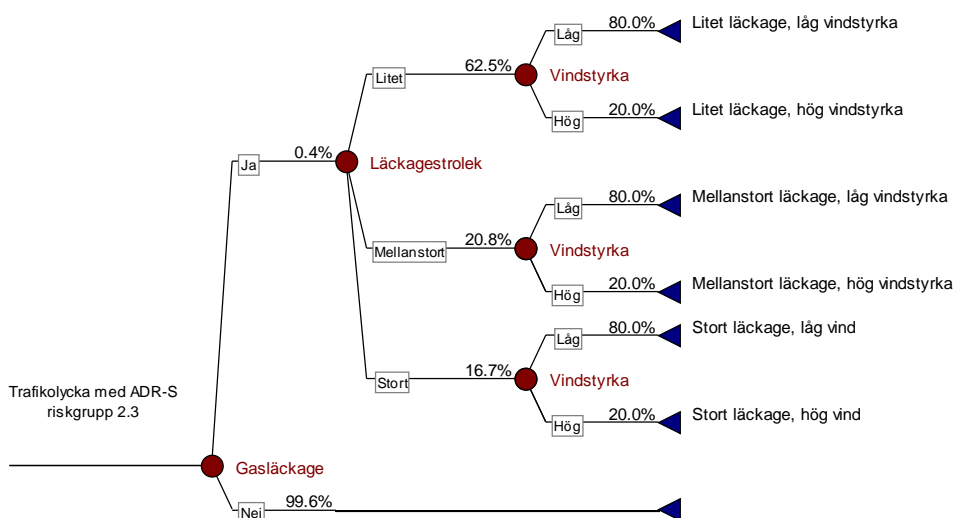 Låg
80.0%
Litet läckage, låg vindstyrka
Litet
62.5%
Vindstyrka
Hög
20.0%
Litet läckage, hög vindstyrka
Ja
0.4%
Läckagestrolek
Låg
80.0%
Mellanstort läckage, låg vindstyrka
Mellanstort
20.8%
Vindstyrka
Hög
20.0%
Mellanstort läckage, hög vindstyrka
Låg
80.0%
Stort läckage, låg vind
Stort
16.7%
Vindstyrka
Hög
20.0%
Stort läckage, hög vind
Trafikolycka med ADR-S
riskgrupp 2.3
Gasläckage
Nej
99.6%